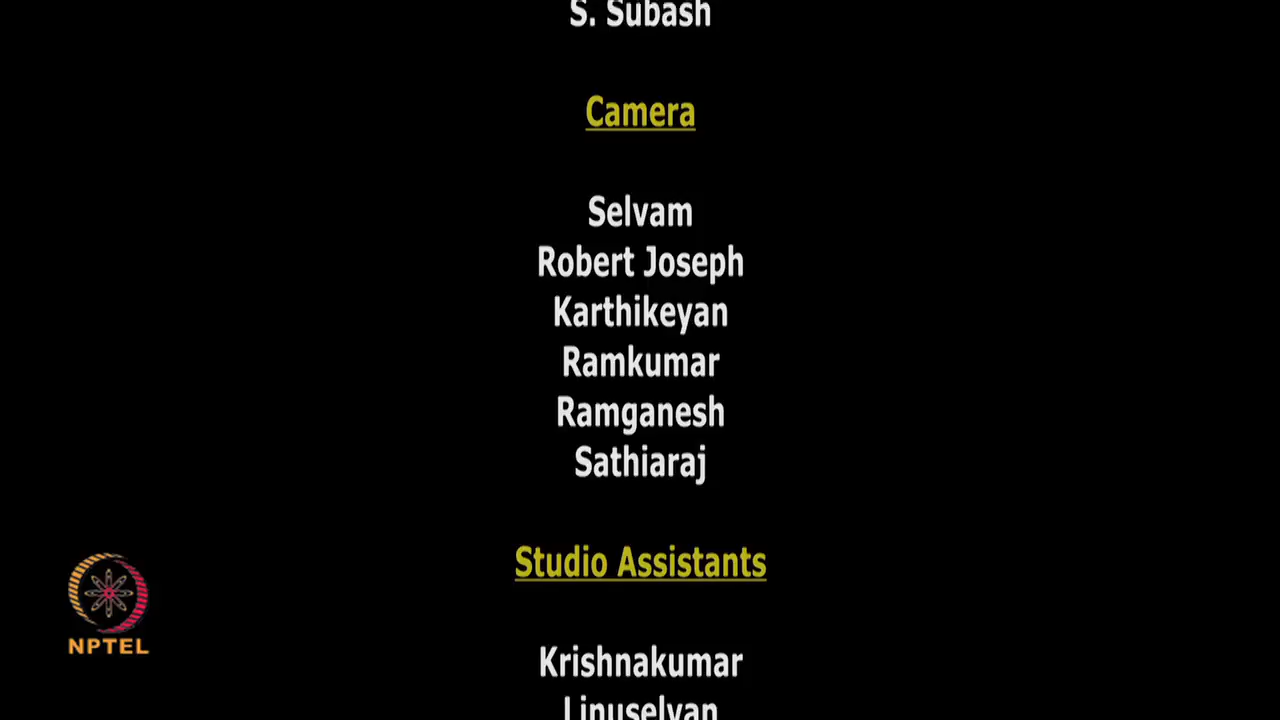 S. Subash
Camera
Selvam
Robert Joseph
Karthikeyan
Ramkumar
Ramganesh
Sathiaraj
Studio Assistants
NPTEL
Krishnakumar
Linuselvan